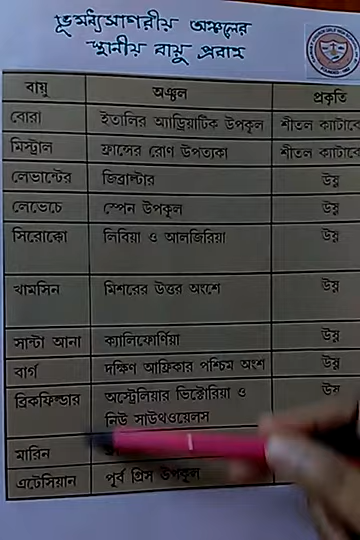 ভূমধ্যসাগরীয় অঞ্চলের
স্থানীয় বায়ু প্রবাহ
বায়ু অঞ্চল প্রকৃতি
বোরা ইতালির অ্যাড্রিয়াটিক উপকূল শীতল ক্যাটাবে
মিস্ট্রাল ফ্রান্সের রোণ উপত্যকা শীতল ক্যাটাবে
লেভান্টের জিব্রাল্টার উষ্ণ
লেভেচে স্পেন উপকূল উষ্ণ
সিরোক্কো লিবিয়া ও আলজিরিয়া উষ্ণ
খামসিন মিশরের উত্তর অংশে উষ্ণ
সান্টা আনা ক্যালিফোর্ণিয়া উষ্ণ
বার্গ দক্ষিণ আফ্রিকার পশ্চিম অংশ উষ্ণ
ব্রিকফিল্ডার অস্ট্রেলিয়ার ভিক্টোরিয়া ও উষ্ণ
নিউ সাউথওয়েলস
মারিন
এটেসিয়ান পূর্ব গ্রিস উপকূল